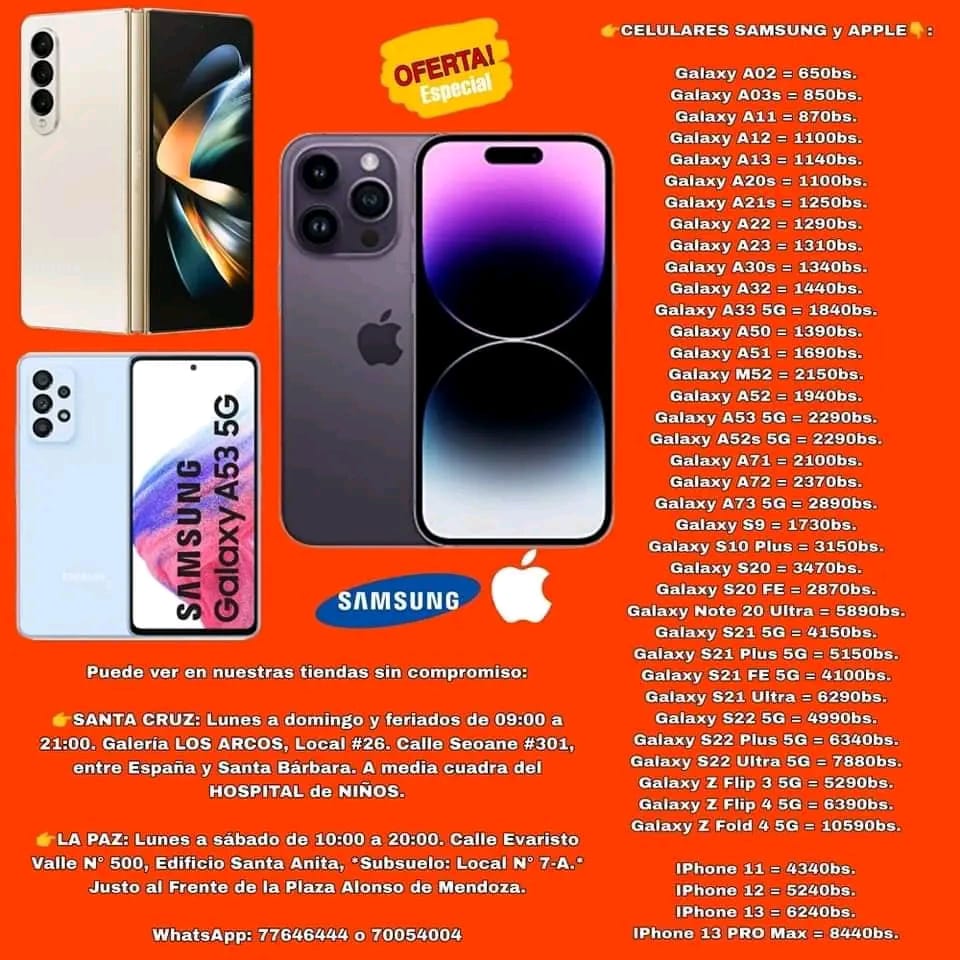 OFERTA!
Especial
SAMSUNG
Galaxy A53 5G
SAMSUNG
Puede ver en nuestras tiendas sin compromiso:
👉SANTA CRUZ: Lunes a domingo y feriados de 09:00 a
21:00. Galería LOS ARCOS, Local #26. Calle Seoane #301,
entre España y Santa Bárbara. A media cuadra del
HOSPITAL de NIÑOS.
👉LA PAZ: Lunes a sábado de 10:00 a 20:00. Calle Evaristo
Valle N° 500, Edificio Santa Anita, *Subsuelo: Local N° 7-A.*
Justo al Frente de la Plaza Alonso de Mendoza.
WhatsApp: 77646444 o 70054004
👉CELULARES SAMSUNG y APPLE👇:
Galaxy A02 = 650bs.
Galaxy A03s = 850bs.
Galaxy A11 = 870bs.
Galaxy A12 = 1100bs.
Galaxy A13 = 1140bs.
Galaxy A20s = 1100bs.
Galaxy A21s = 1250bs.
Galaxy A22 = 1290bs.
Galaxy A23 = 1310bs.
Galaxy A30s = 1340bs.
Galaxy A32 = 1440bs.
Galaxy A33 5G = 1840bs.
Galaxy A50 = 1390bs.
Galaxy A51 = 1690bs.
Galaxy M52 = 2150bs.
Galaxy A52 = 1940bs.
Galaxy A53 5G = 2290bs.
Galaxy A52s 5G = 2290bs.
Galaxy A71 = 2100bs.
Galaxy A72 = 2370bs.
Galaxy A73 5G = 2890bs.
Galaxy S9 = 1730bs.
Galaxy S10 Plus = 3150bs.
Galaxy S20 = 3470bs.
Galaxy S20 FE = 2870bs.
Galaxy Note 20 Ultra = 5890bs.
Galaxy S21 5G = 4150bs.
Galaxy S21 Plus 5G = 5150bs.
Galaxy S21 FE 5G = 4100bs.
Galaxy S21 Ultra = 6290bs.
Galaxy S22 5G = 4990bs.
Galaxy S22 Plus 5G = 6340bs.
Galaxy S22 Ultra 5G = 7880bs.
Galaxy Z Flip 3 5G = 5290bs.
Galaxy Z Flip 4 5G = 6390bs.
Galaxy Z Fold 4 5G = 10590bs.
IPhone 11 = 4340bs.
IPhone 12 = 5240bs.
IPhone 13 = 6240bs.
IPhone 13 PRO Max = 8440bs.